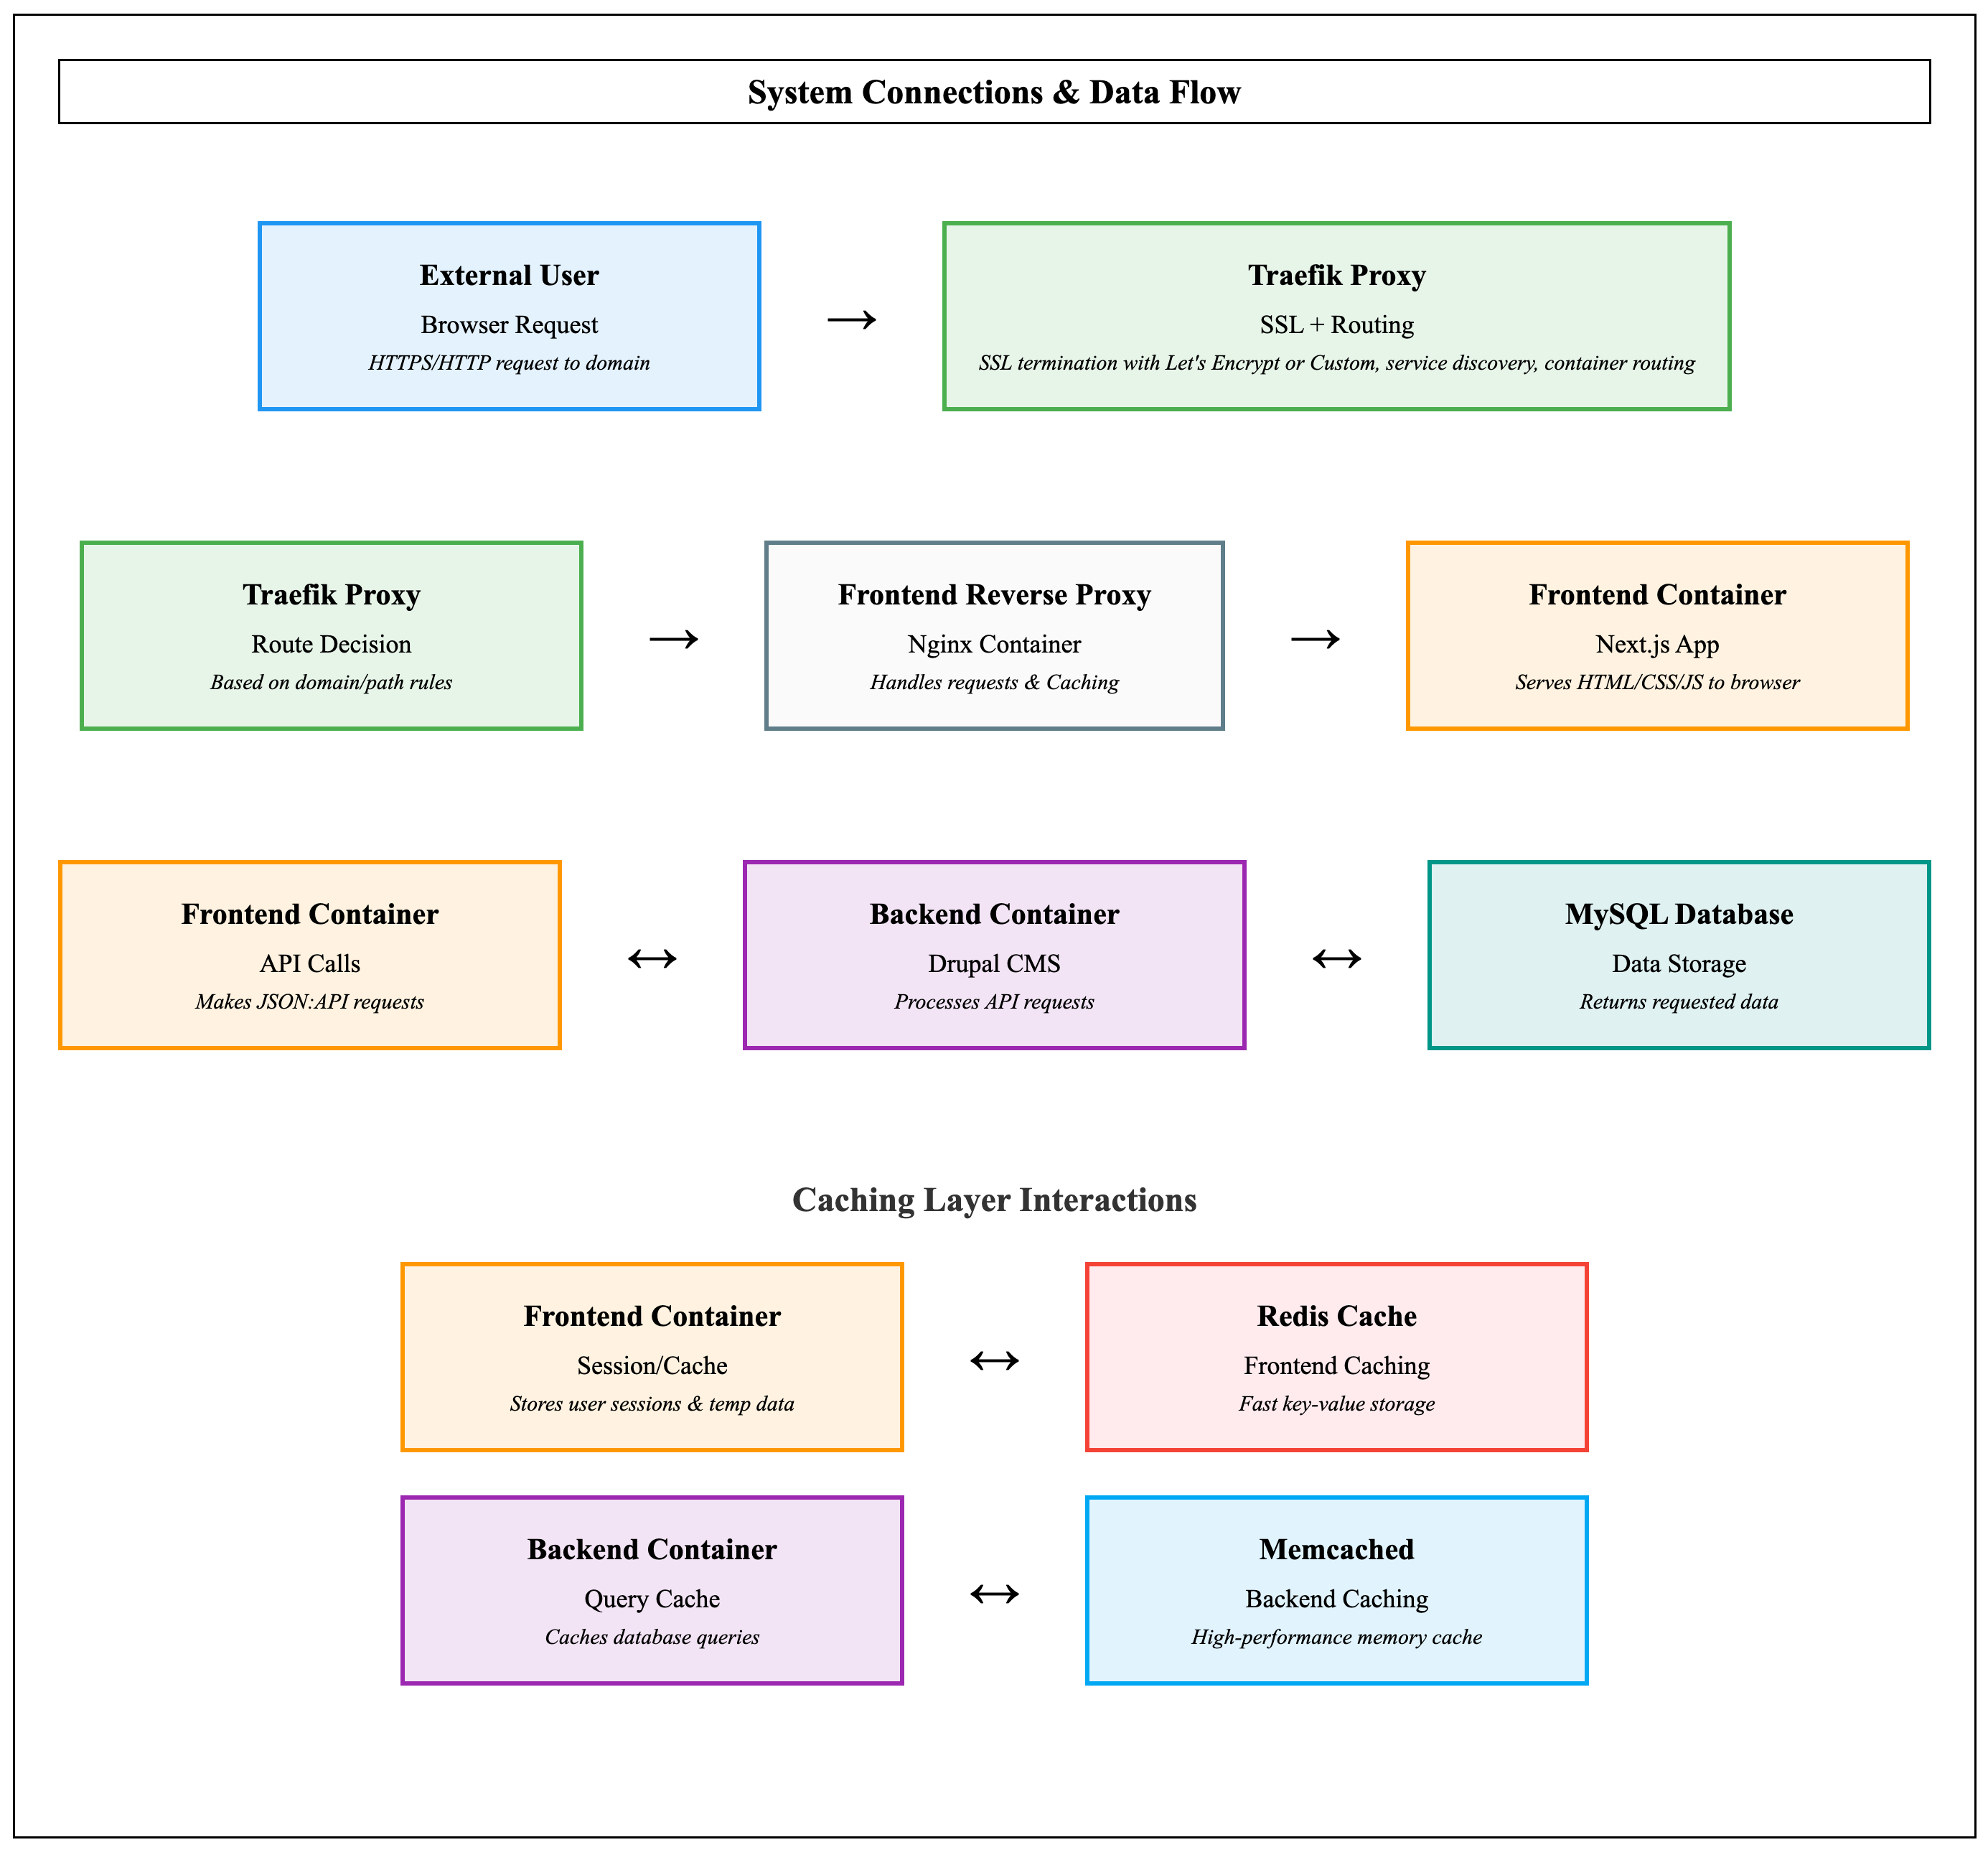 System Connections & Data Flow
External User
Browser Request
HTTPS/HTTP request to domain
→
Traefik Proxy
SSL + Routing
SSL termination with Let's Encrypt or Custom, service discovery, container routing
Traefik Proxy
Route Decision
Based on domain/path rules
→
Frontend Reverse Proxy
Nginx Container
Handles requests & Caching
→
Frontend Container
Next.js App
Serves HTML/CSS/JS to browser
Frontend Container
API Calls
Makes JSON:API requests
↔
Backend Container
Drupal CMS
Processes API requests
↔
MySQL Database
Data Storage
Returns requested data
Caching Layer Interactions
Frontend Container
Session/Cache
Stores user sessions & temp data
↔
Redis Cache
Frontend Caching
Fast key-value storage
Backend Container
Query Cache
Caches database queries
↔
Memcached
Backend Caching
High-performance memory cache